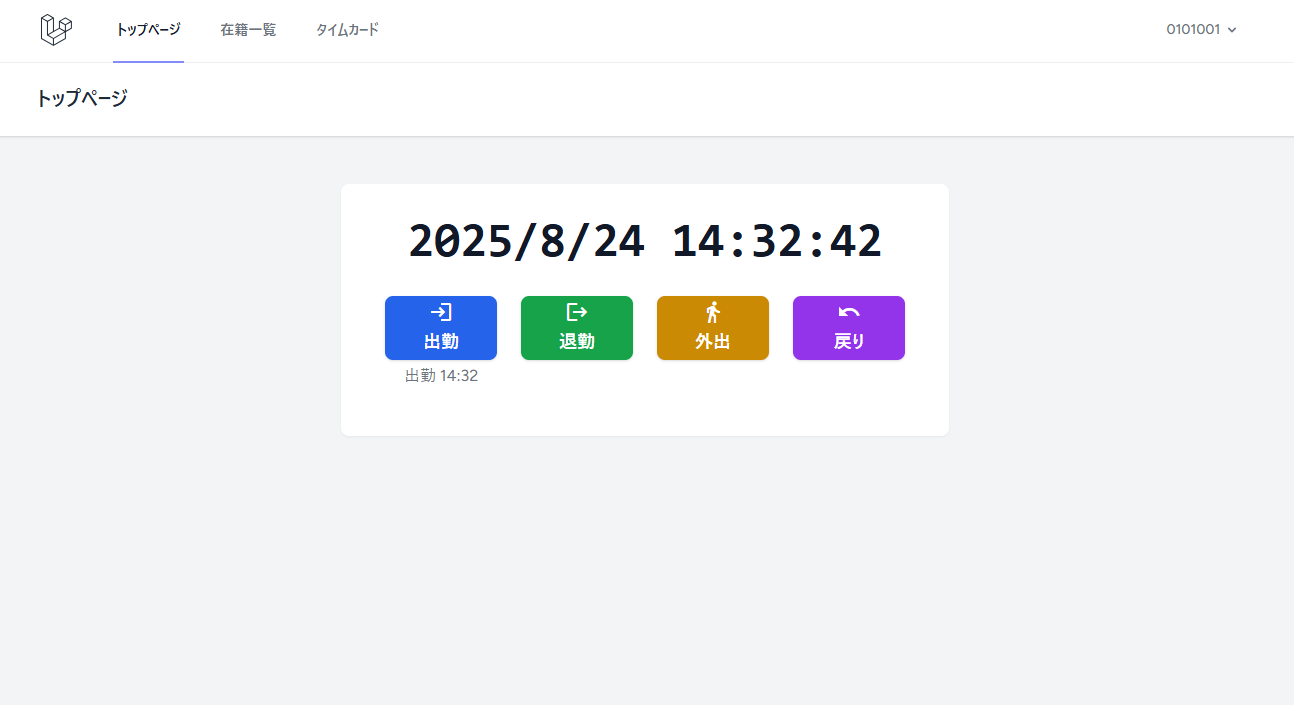 トップページ 在籍一覧 タイムカード 0101001
トップページ
2025/8/24 14:32:42
出勤 退勤 外出 戻り
出勤 14:32